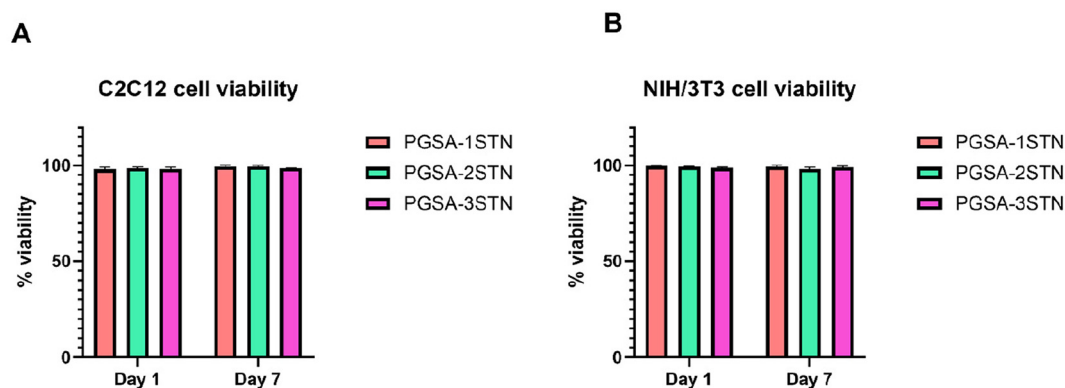 A
C2C12 cell viability
% viability
100
50
0
Day 1
Day 7
PGSA-1STN
PGSA-2STN
PGSA-3STN
B
NIH/3T3 cell viability
% viability
100
50
0
Day 1
Day 7
PGSA-1STN
PGSA-2STN
PGSA-3STN